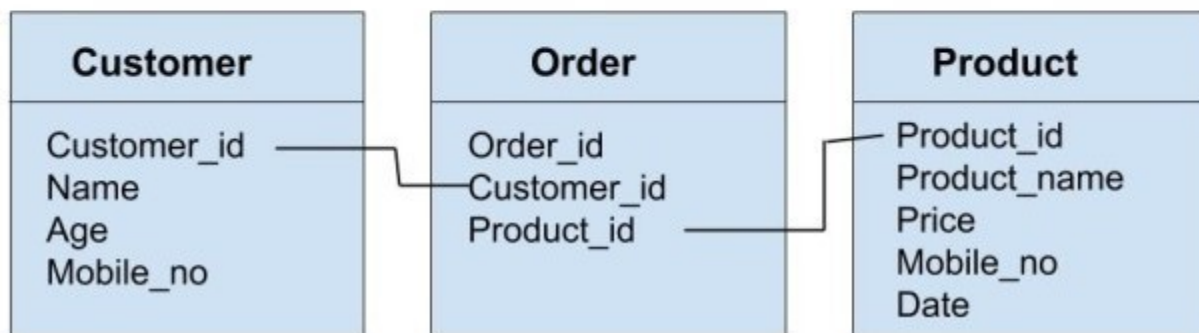 Customer
Customer_id
Name
Age
Mobile_no
Order
Order_id
Customer_id
Product_id
Product
Product_id
Product_name
Price
Mobile_no
Date